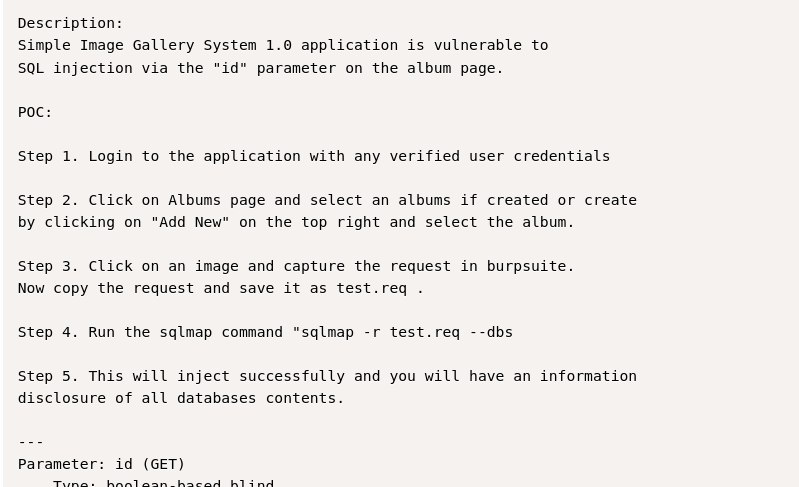 Description:
Simple Image Gallery System 1.0 application is vulnerable to
SQL injection via the "id" parameter on the album page.
POC:
Step 1. Login to the application with any verified user credentials
Step 2. Click on Albums page and select an albums if created or create
by clicking on "Add New" on the top right and select the album.
Step 3. Click on an image and capture the request in burpsuite.
Now copy the request and save it as test.req .
Step 4. Run the sqlmap command "sqlmap -r test.req --dbs
Step 5. This will inject successfully and you will have an information
disclosure of all databases contents.
---
Parameter: id (GET)
Type: boolean-based blind